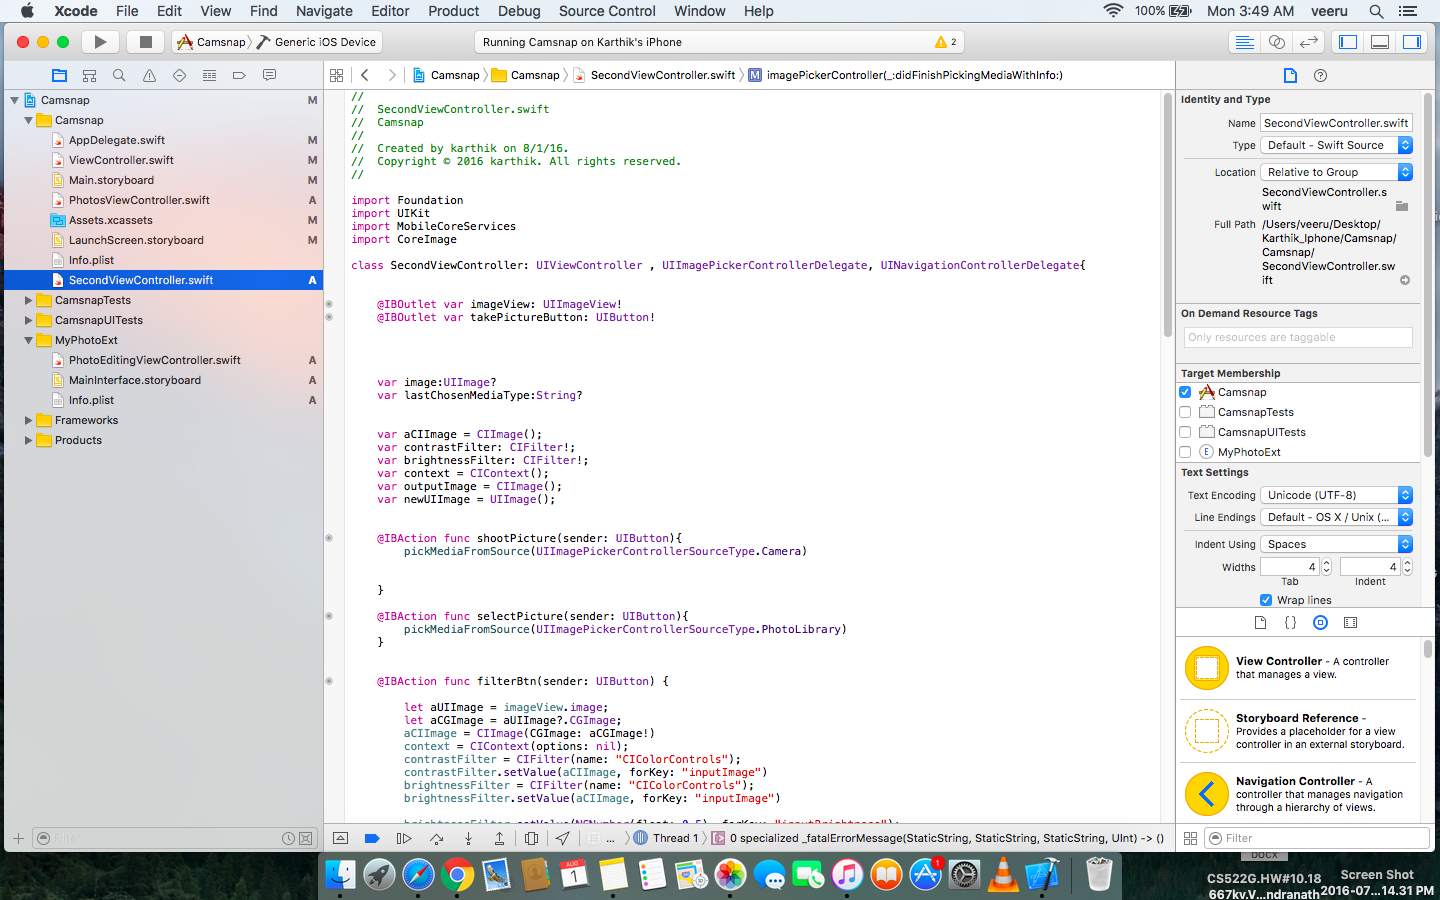 Xcode File Edit View Find Navigate Editor Product Debug Source Control Window Help 100% Mon 3:49 AM veeru
Camsnap Generic iOS Device Running Camsnap on Karthik's iPhone 2
Camsnap M
Camsnap
AppDelegate.swift M
ViewController.swift M
Main.storyboard M
PhotosViewController.swift A
Assets.xcassets M
LaunchScreen.storyboard M
Info.plist
SecondViewController.swift A
CamsnapTests
CamsnapUITests
MyPhotoExt
PhotoEditingViewController.swift A
MainInterface.storyboard A
Info.plist A
Frameworks
Products
Filter
Camsnap Camsnap SecondViewController.swift M imagePickerController(_:didFinishPickingMediaWithInfo:)
//
// SecondViewController.swift
// Camsnap
//
// Created by karthik on 8/1/16.
// Copyright © 2016 karthik. All rights reserved.
//
import Foundation
import UIKit
import MobileCoreServices
import CoreImage
class SecondViewController: UIViewController , UIImagePickerControllerDelegate, UINavigationControllerDelegate{
@IBOutlet var imageView: UIImageView!
@IBOutlet var takePictureButton: UIButton!
var image:UIImage?
var lastChosenMediaType:String?
var aCIImage = CIImage();
var contrastFilter: CIFilter!;
var brightnessFilter: CIFilter!;
var context = CIContext();
var outputImage = CIImage();
var newUIImage = UIImage();
@IBAction func shootPicture(sender: UIButton){
pickMediaFromSource(UIImagePickerControllerSourceType.Camera)
}
@IBAction func selectPicture(sender: UIButton){
pickMediaFromSource(UIImagePickerControllerSourceType.PhotoLibrary)
}
@IBAction func filterBtn(sender: UIButton) {
let aUIImage = imageView.image;
let aCGImage = aUIImage?.CGImage;
aCIImage = CIImage(CGImage: aCGImage!)
context = CIContext(options: nil);
contrastFilter = CIFilter(name: "CIColorControls");
contrastFilter.setValue(aCIImage, forKey: "inputImage")
brightnessFilter = CIFilter(name: "CIColorControls");
brightnessFilter.setValue(aCIImage, forKey: "inputImage")
brightnessFilter.setValue(NSNumber(float: 0.5), forKey: "inputBrightness");
... Thread 1 0 specialized _fatalErrorMessage(StaticString, StaticString, StaticString, UInt) -> ()
Identity and Type
Name SecondViewController.swift
Type Default - Swift Source
Location Relative to Group
SecondViewController.s
wift
Full Path /Users/veeru/Desktop/
Karthik_Iphone/Camsnap/
Camsnap/
SecondViewController.sw
ift
On Demand Resource Tags
Only resources are taggable
Target Membership
Camsnap
CamsnapTests
CamsnapUITests
E MyPhotoExt
Text Settings
Text Encoding Unicode (UTF-8)
Line Endings Default - OS X / Unix (...
Indent Using Spaces
Widths 4 4
Tab Indent
Wrap lines
{}
View Controller - A controller
that manages a view.
Storyboard Reference -
Provides a placeholder for a view
controller in an external storyboard.
Navigation Controller - A
controller that manages navigation
through a hierarchy of views.
Filter
AUG
1
1
DOCX
CS522G.HW#10.18
667kv.V...ndranath
Screen Shot
2016-07...14.31 PM